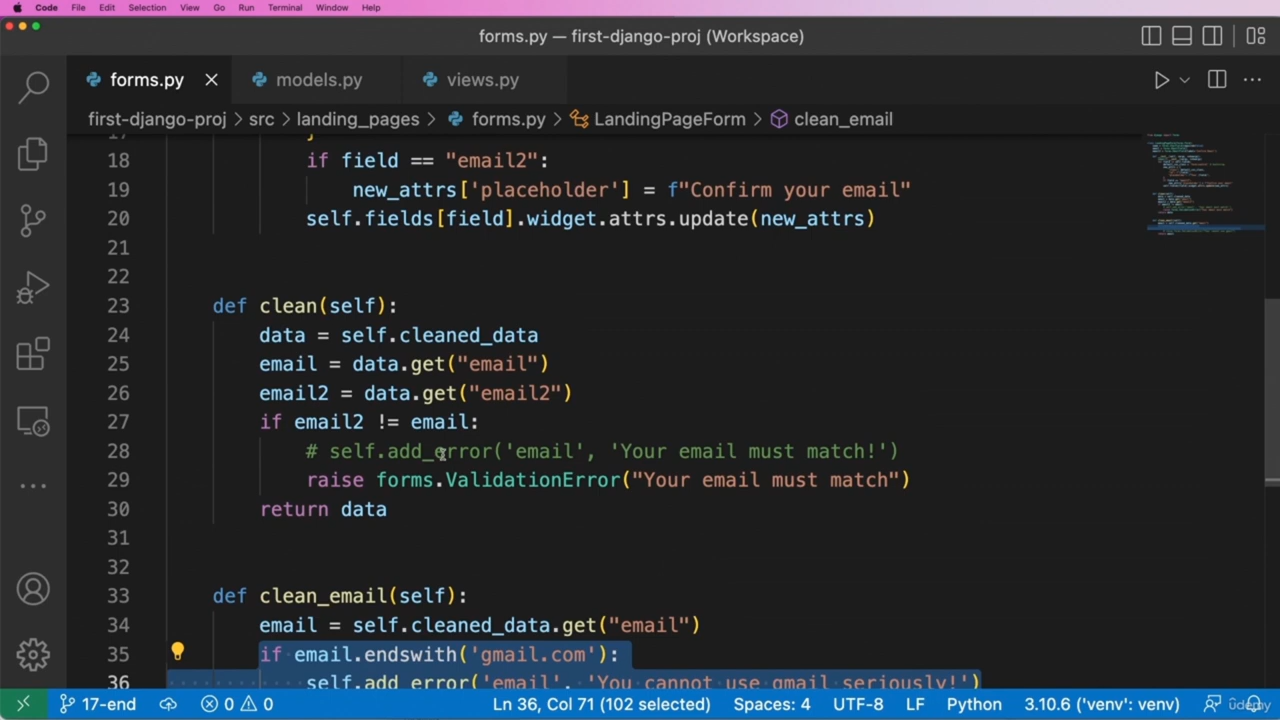 Code File Edit Selection View Go Run Terminal Window Help
forms.py — first-django-proj (Workspace)
forms.py models.py views.py
first-django-proj > src > landing_pages > forms.py > LandingPageForm > clean_email
17 }
18 if field == "email2":
19 new_attrs['placeholder'] = f"Confirm your email"
20 self.fields[field].widget.attrs.update(new_attrs)
21
22
23 def clean(self):
24 data = self.cleaned_data
25 email = data.get("email")
26 email2 = data.get("email2")
27 if email2 != email:
28 # self.add_error('email', 'Your email must match!')
29 raise forms.ValidationError("Your email must match")
30 return data
31
32
33 def clean_email(self):
34 email = self.cleaned_data.get("email")
35 if email.endswith('gmail.com'):
36 self.add_error('email', 'You cannot use gmail seriously!')
17-end 0 0 Ln 36, Col 71 (102 selected) Spaces: 4 UTF-8 LF Python 3.10.6 ('venv': venv)
ûdemy